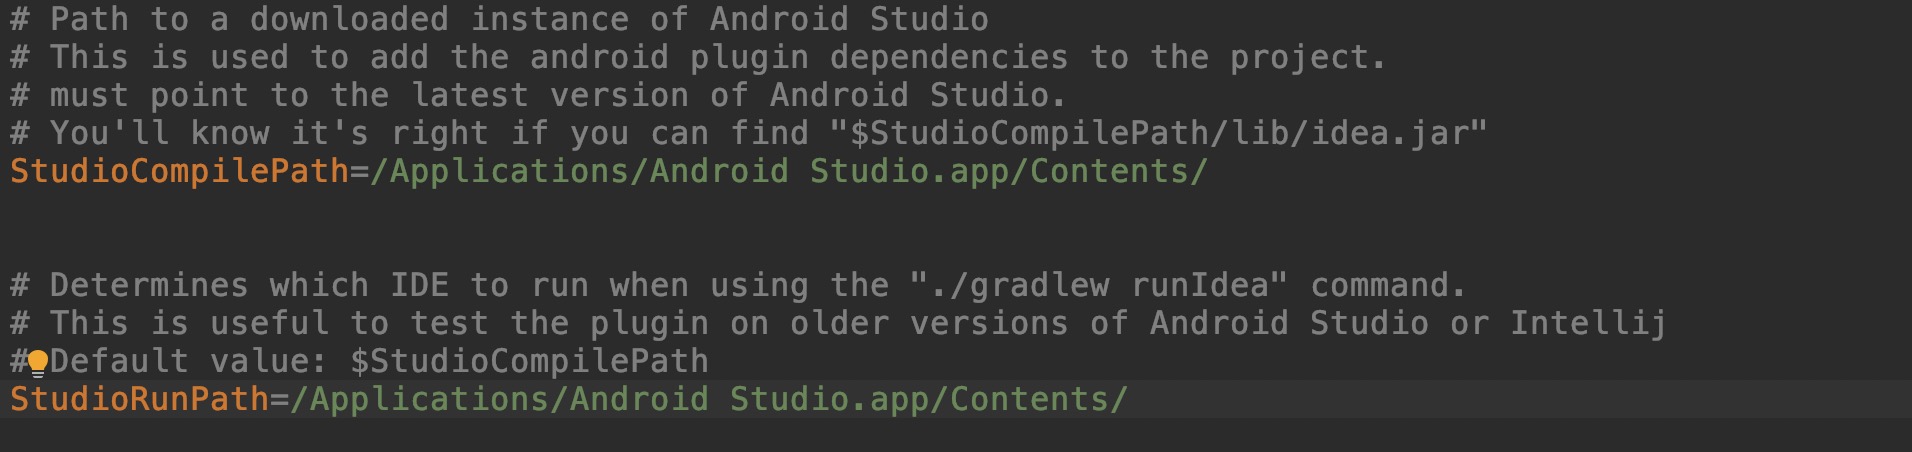 # Path to a downloaded instance of Android Studio
# This is used to add the android plugin dependencies to the project.
# must point to the latest version of Android Studio.
# You'll know it's right if you can find "$StudioCompilePath/lib/idea.jar"
StudioCompilePath=/Applications/Android Studio.app/Contents/
# Determines which IDE to run when using the "./gradlew runIdea" command.
# This is useful to test the plugin on older versions of Android Studio or Intellij
# Default value: $StudioCompilePath
StudioRunPath=/Applications/Android Studio.app/Contents/